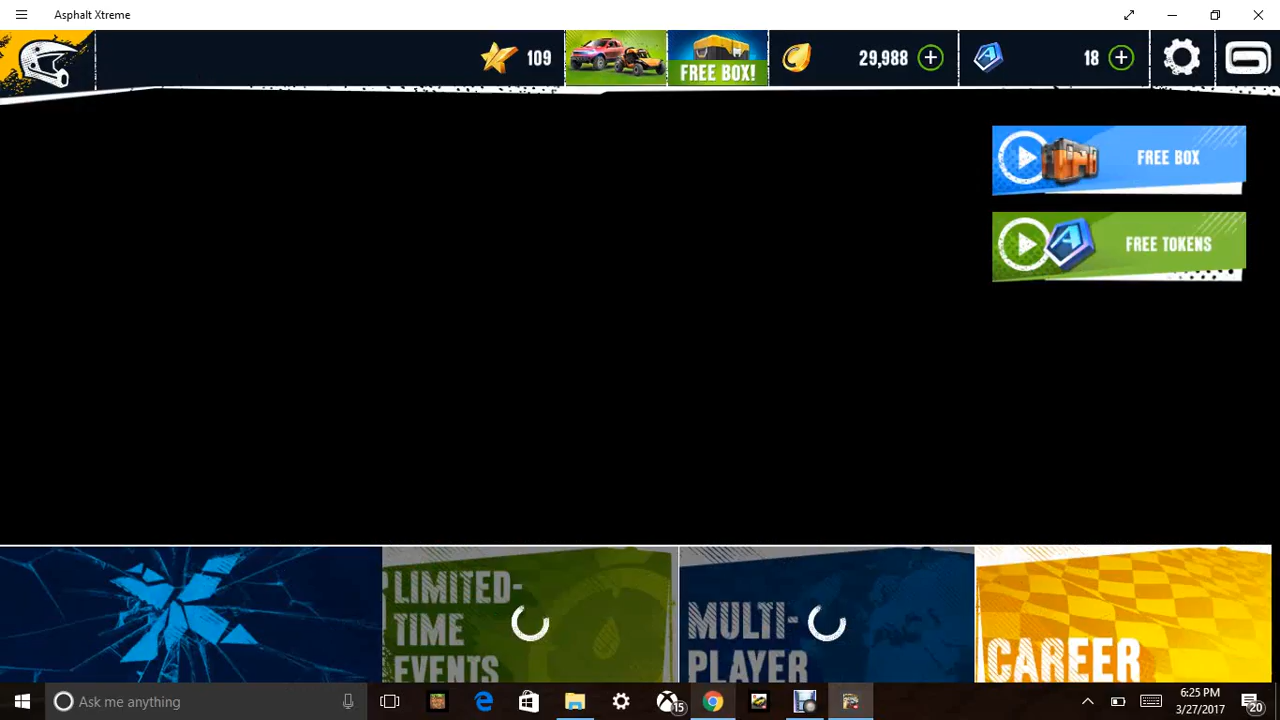 Asphalt Xtreme
109
FREE BOX!
29,988
18
FREE BOX
FREE TOKENS
LIMITED-
TIME
EVENTS
MULTI-
PLAYER
CAREER
Ask me anything
15
6:25 PM
3/27/2017
20